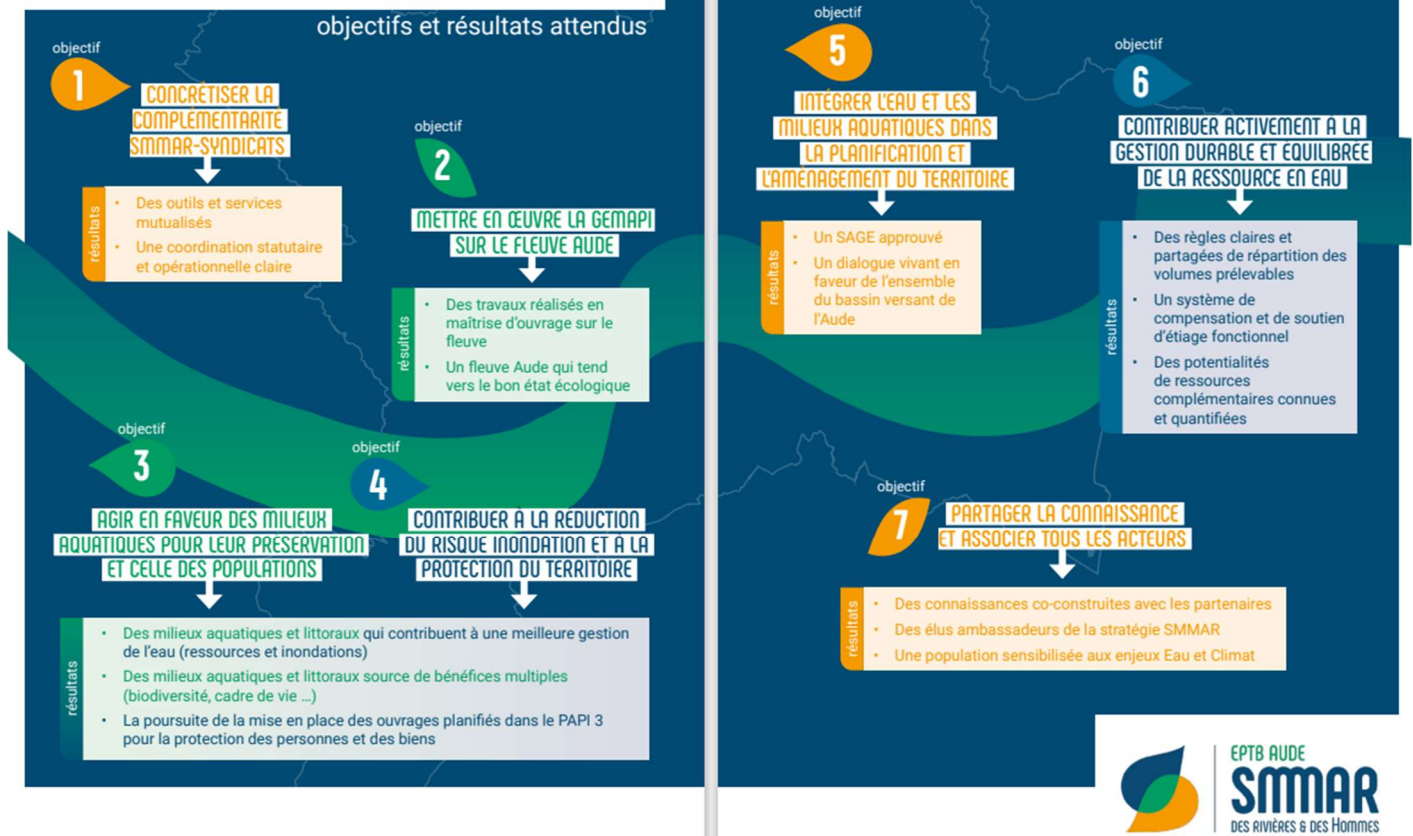 objectifs et résultats attendus
objectif
1
CONCRÉTISER LA
COMPLÉMENTARITÉ
SMMAR-SYNDICATS
résultats
• Des outils et services
mutualisés
• Une coordination statutaire
et opérationnelle claire
objectif
2
METTRE EN ŒUVRE LA GEMAPI
SUR LE FLEUVE AUDE
résultats
• Des travaux réalisés en
maîtrise d'ouvrage sur le
fleuve
• Un fleuve Aude qui tend
vers le bon état écologique
objectif
3
AGIR EN FAVEUR DES MILIEUX
AQUATIQUES POUR LEUR PRÉSERVATION
ET CELLE DES POPULATIONS
objectif
4
CONTRIBUER À LA RÉDUCTION
DU RISQUE INONDATION ET À LA
PROTECTION DU TERRITOIRE
résultats
• Des milieux aquatiques et littoraux qui contribuent à une meilleure gestion
de l'eau (ressources et inondations)
• Des milieux aquatiques et littoraux source de bénéfices multiples
(biodiversité, cadre de vie ...)
• La poursuite de la mise en place des ouvrages planifiés dans le PAPI 3
pour la protection des personnes et des biens
objectif
5
INTÉGRER L'EAU ET LES
MILIEUX AQUATIQUES DANS
LA PLANIFICATION ET
L'AMÉNAGEMENT DU TERRITOIRE
résultats
• Un SAGE approuvé
• Un dialogue vivant en
faveur de l'ensemble
du bassin versant de
l'Aude
objectif
6
CONTRIBUER ACTIVEMENT À LA
GESTION DURABLE ET ÉQUILIBRÉE
DE LA RESSOURCE EN EAU
résultats
• Des règles claires et
partagées de répartition des
volumes prélevables
• Un système de
compensation et de soutien
d'étiage fonctionnel
• Des potentialités
de ressources
complémentaires connues
et quantifiées
objectif
7
PARTAGER LA CONNAISSANCE
ET ASSOCIER TOUS LES ACTEURS
résultats
• Des connaissances co-construites avec les partenaires
• Des élus ambassadeurs de la stratégie SMMAR
• Une population sensibilisée aux enjeux Eau et Climat
EPTB AUDE
SMMAR
DES RIVIÈRES & DES HOMMES